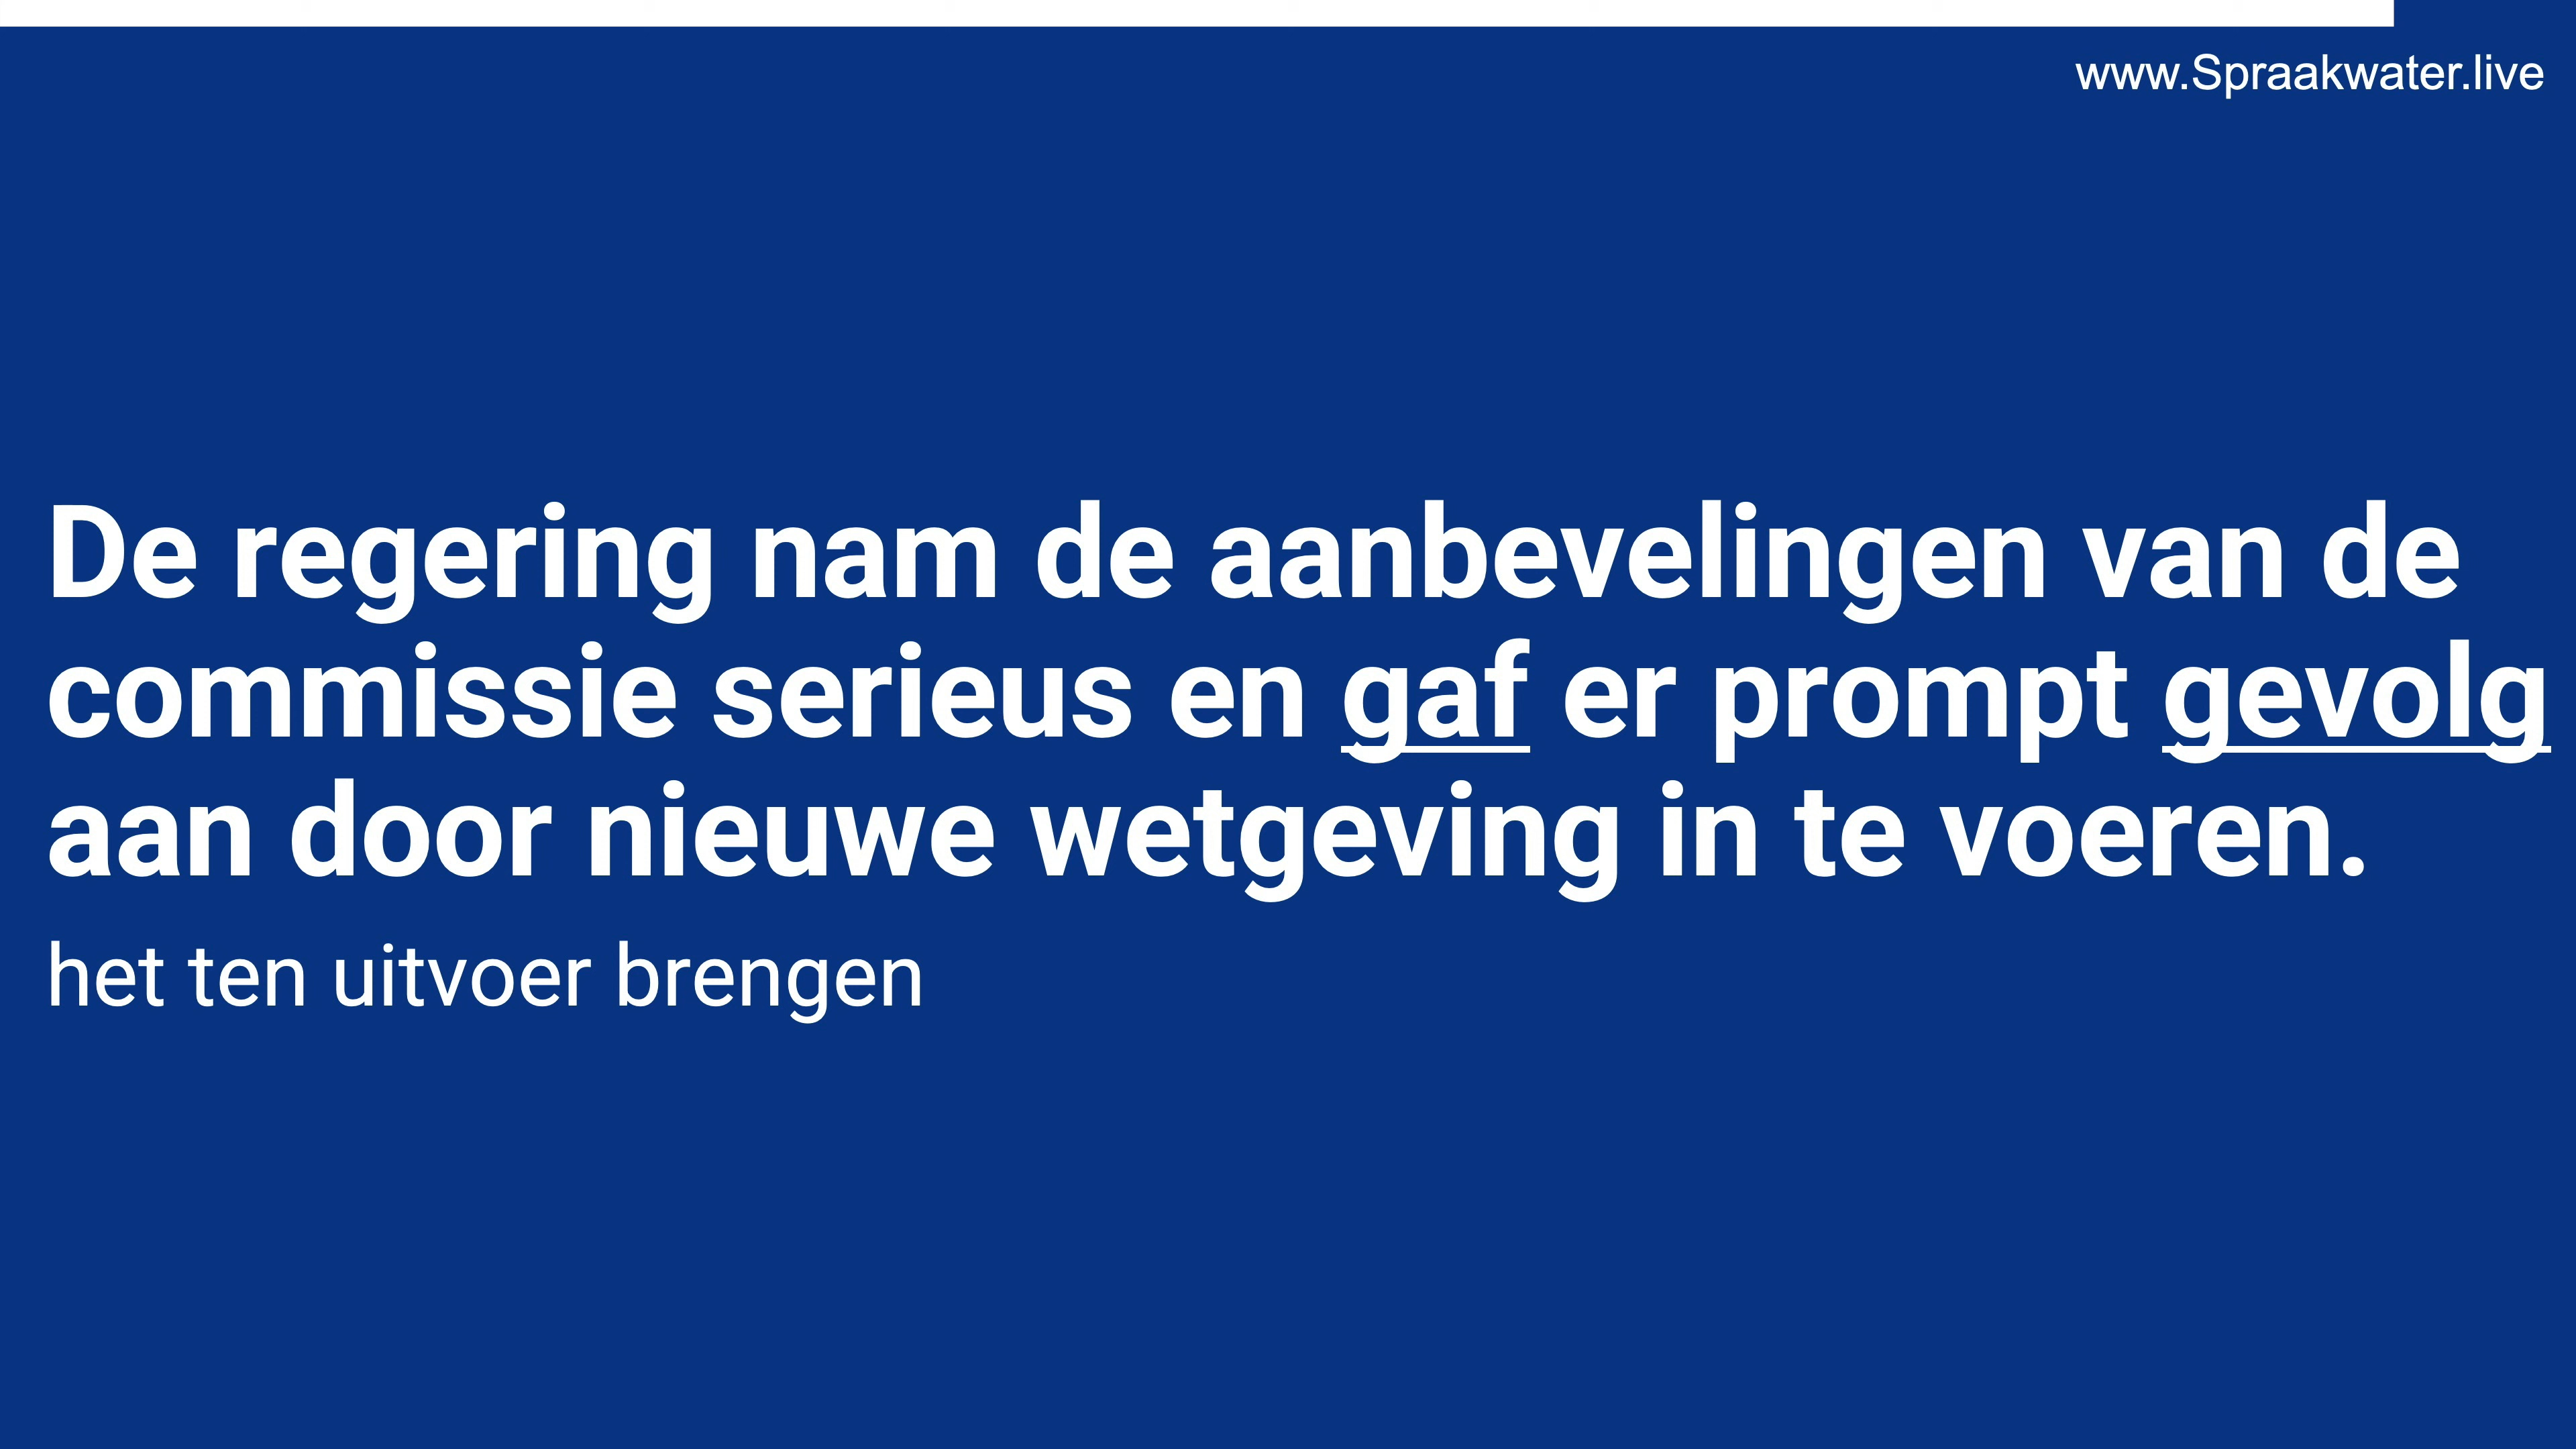 www.Spraakwater.live
De regering nam de aanbevelingen van de
commissie serieus en gaf er prompt gevolg
aan door nieuwe wetgeving in te voeren.
het ten uitvoer brengen